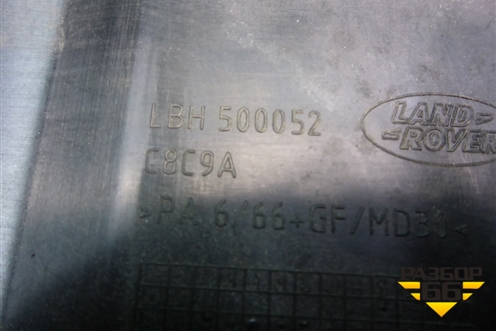 LBH 500052
LAND-
-ROVER
C8C9A
>PA 6/66+GF/MD30<
РАЗБОР
66